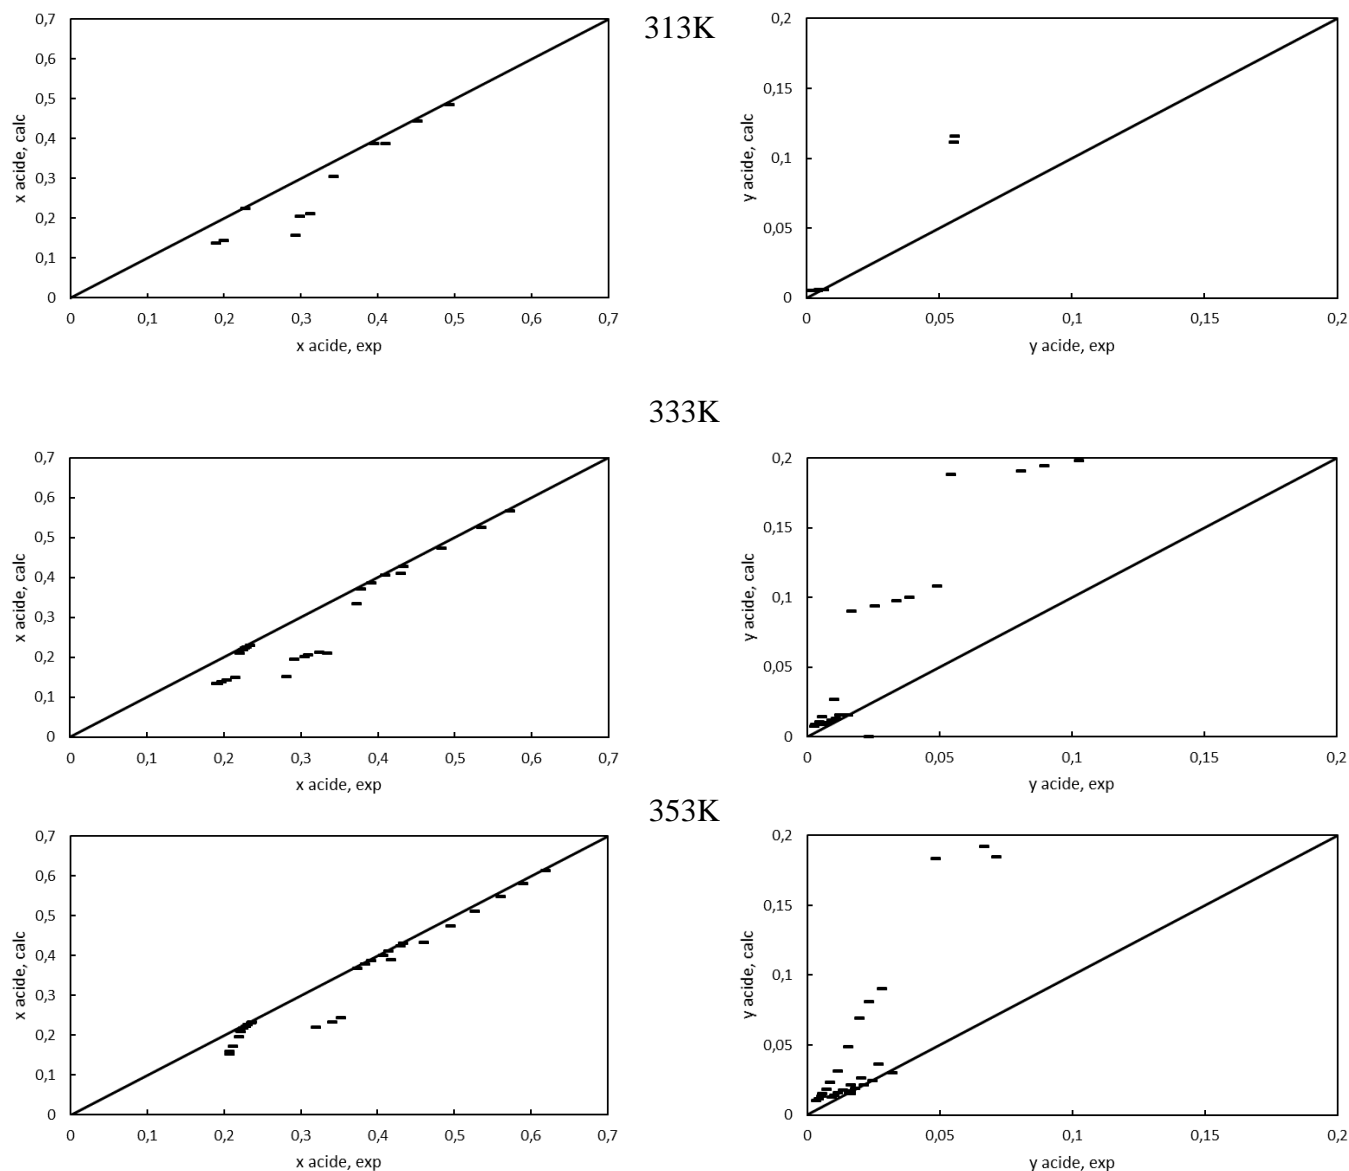 313K
0,7
0,6
0,5
0,4
0,3
0,2
0,1
0
x acide, calc
0 0,1 0,2 0,3 0,4 0,5 0,6 0,7
x acide, exp
0,2
0,15
0,1
0,05
0
y acide, calc
0 0,05 0,1 0,15 0,2
y acide, exp
333K
0,7
0,6
0,5
0,4
0,3
0,2
0,1
0
x acide, calc
0 0,1 0,2 0,3 0,4 0,5 0,6 0,7
x acide, exp
0,2
0,15
0,1
0,05
0
y acide, calc
0 0,05 0,1 0,15 0,2
y acide, exp
353K
0,7
0,6
0,5
0,4
0,3
0,2
0,1
0
x acide, calc
0 0,1 0,2 0,3 0,4 0,5 0,6 0,7
x acide, exp
0,2
0,15
0,1
0,05
0
y acide, calc
0 0,05 0,1 0,15 0,2
y acide, exp